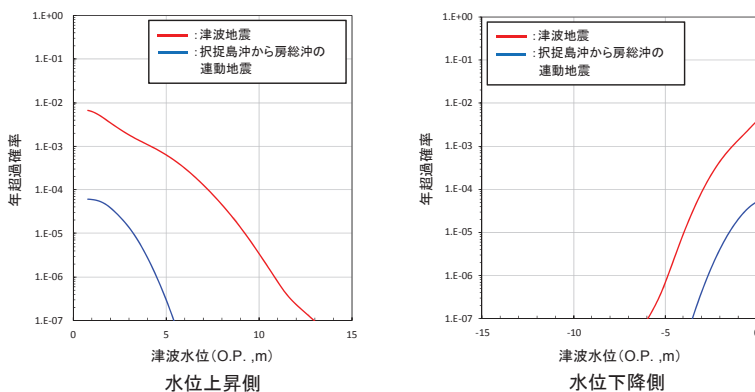 1.E+00
1.E-01
1.E-02
1.E-03
1.E-04
1.E-05
1.E-06
1.E-07
年超過確率
:津波地震
:択捉島沖から房総沖の
連動地震
0 5 10 15
津波水位(O.P. ,m)
水位上昇側
1.E+00
1.E-01
1.E-02
1.E-03
1.E-04
1.E-05
1.E-06
1.E-07
年超過確率
:津波地震
:択捉島沖から房総沖の
連動地震
-15 -10 -5 0
津波水位(O.P. ,m)
水位下降側